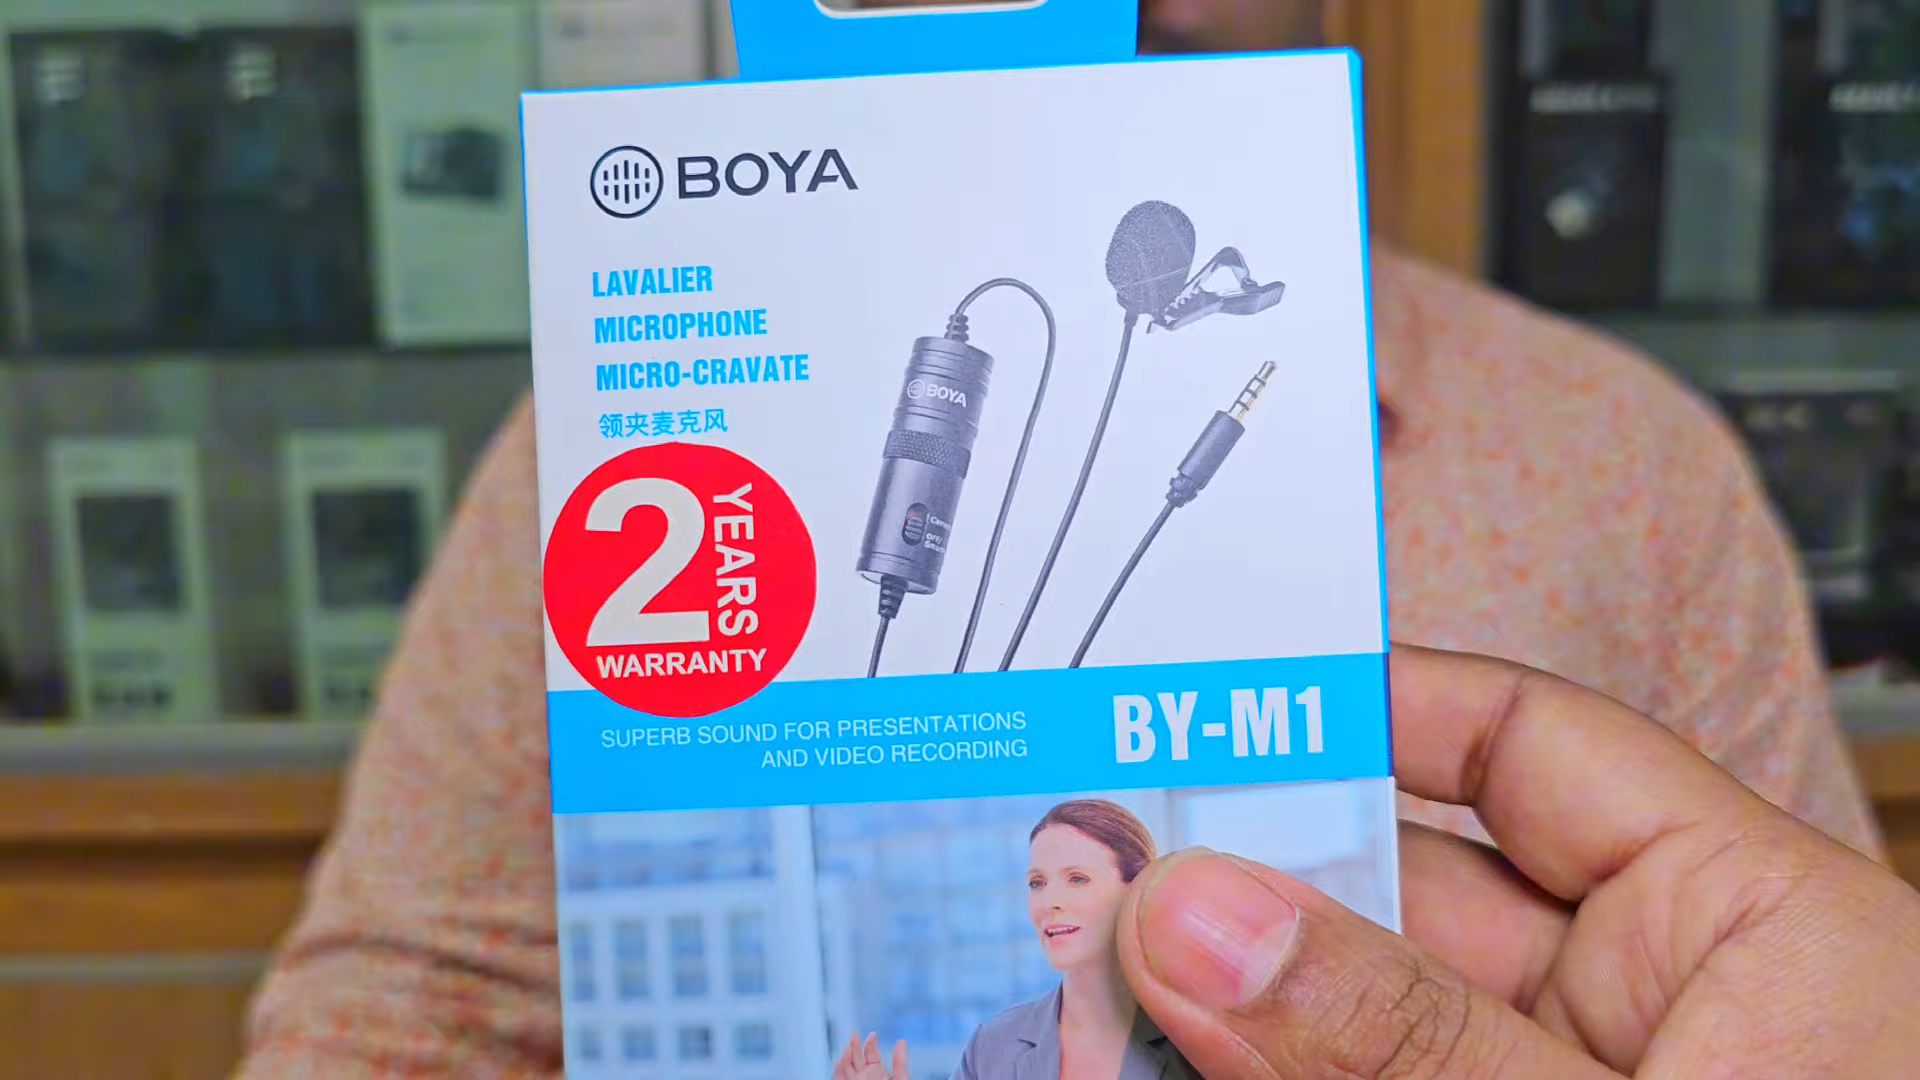 BOYA
LAVALIER
MICROPHONE
MICRO-CRAVATE
领夹麦克风
BOYA
2
YEARS
WARRANTY
SUPERB SOUND FOR PRESENTATIONS
AND VIDEO RECORDING
BY-M1